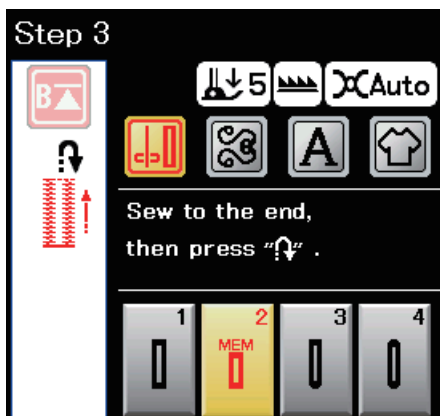 Step 3
B
5
Auto
A
Sew to the end,
then press “ ” .
1
2
3
4
MEM